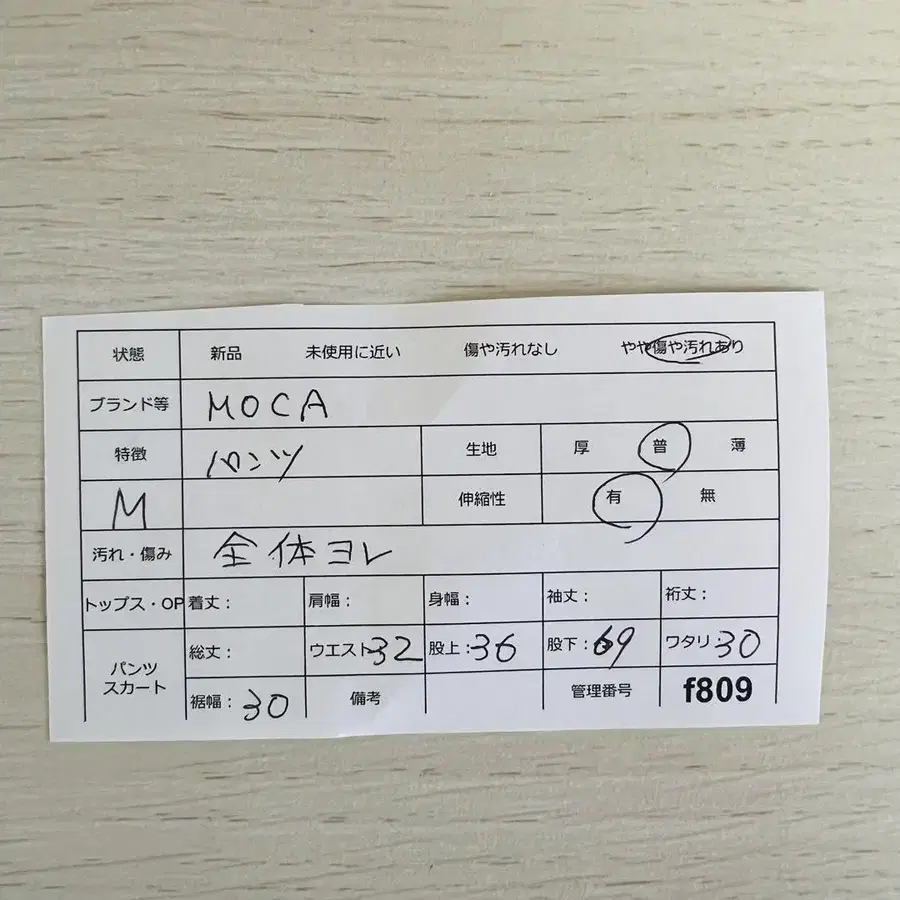 状態 新品 未使用に近い 傷や汚れなし やや傷や汚れあり
ブランド等 MOCA
特徴 パンツ 生地 厚 普 薄
M 伸縮性 有 無
汚れ・傷み 全体ヨレ
トップス・OP 着丈: 肩幅: 身幅: 袖丈: 裄丈:
パンツ スカート
総丈: ウエスト32 股上:36 股下:69 ワタリ:30
裾幅:30 備考 管理番号 f809